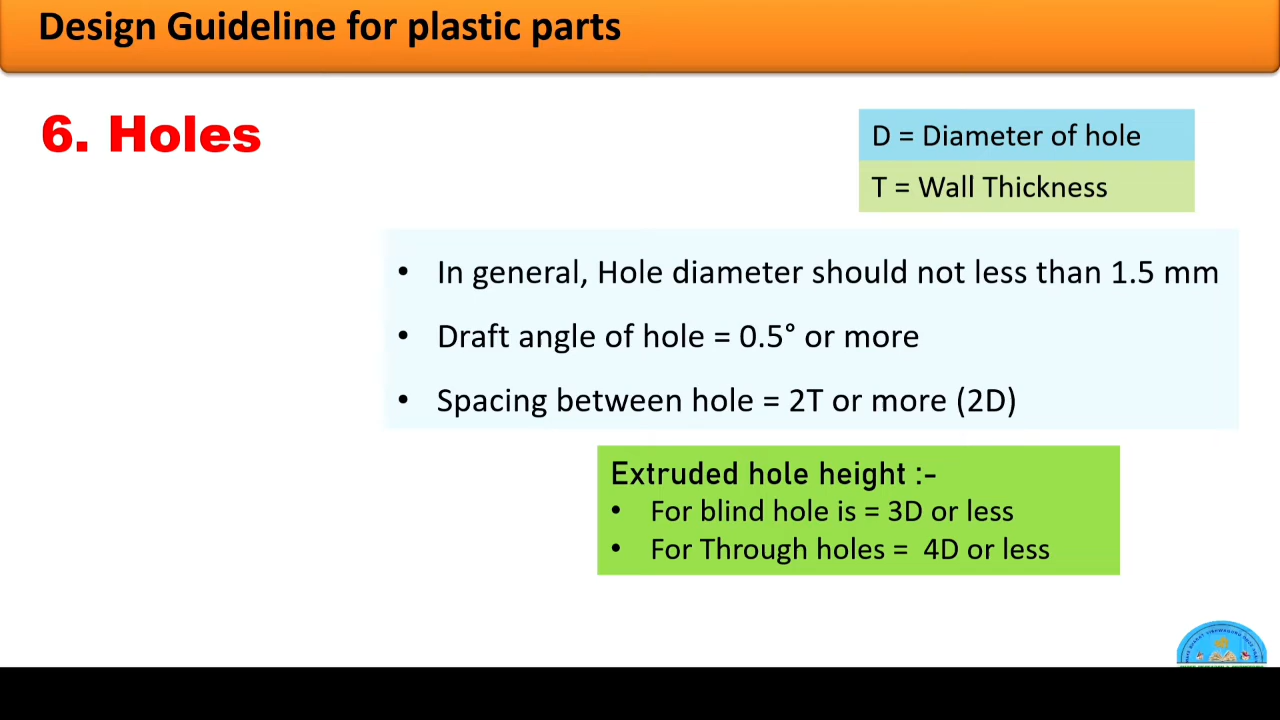 Design Guideline for plastic parts
6. Holes
D = Diameter of hole
T = Wall Thickness
• In general, Hole diameter should not less than 1.5 mm
• Draft angle of hole = 0.5° or more
• Spacing between hole = 2T or more (2D)
Extruded hole height :-
• For blind hole is = 3D or less
• For Through holes = 4D or less